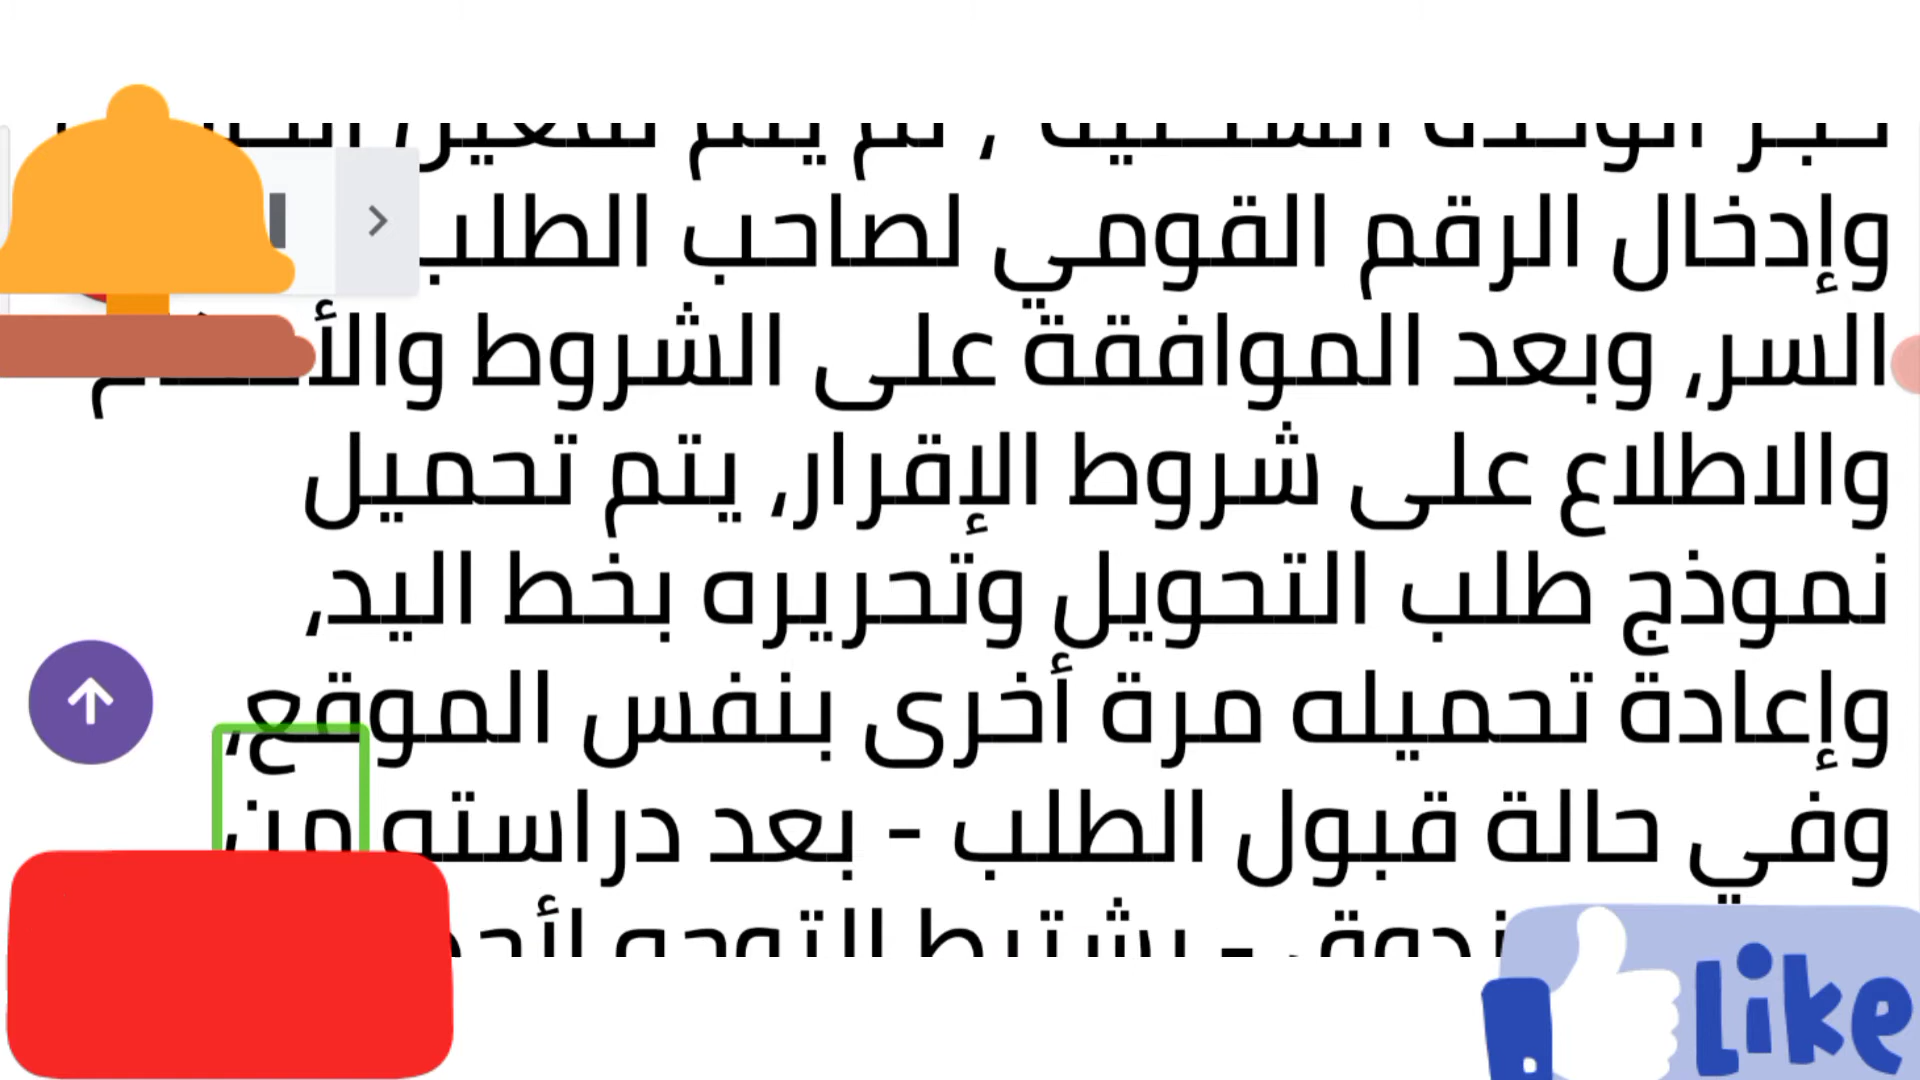 وإدخال الرقم القومي لصاحب الطلب
السر، وبعد الموافقة على الشروط
والاطلاع على شروط الإقرار، يتم تحميل
نموذج طلب التحويل وتحريره بخط اليد،
وإعادة تحميله مرة أخرى بنفس الموقع،
وفي حالة قبول الطلب - بعد دراسته من
Like